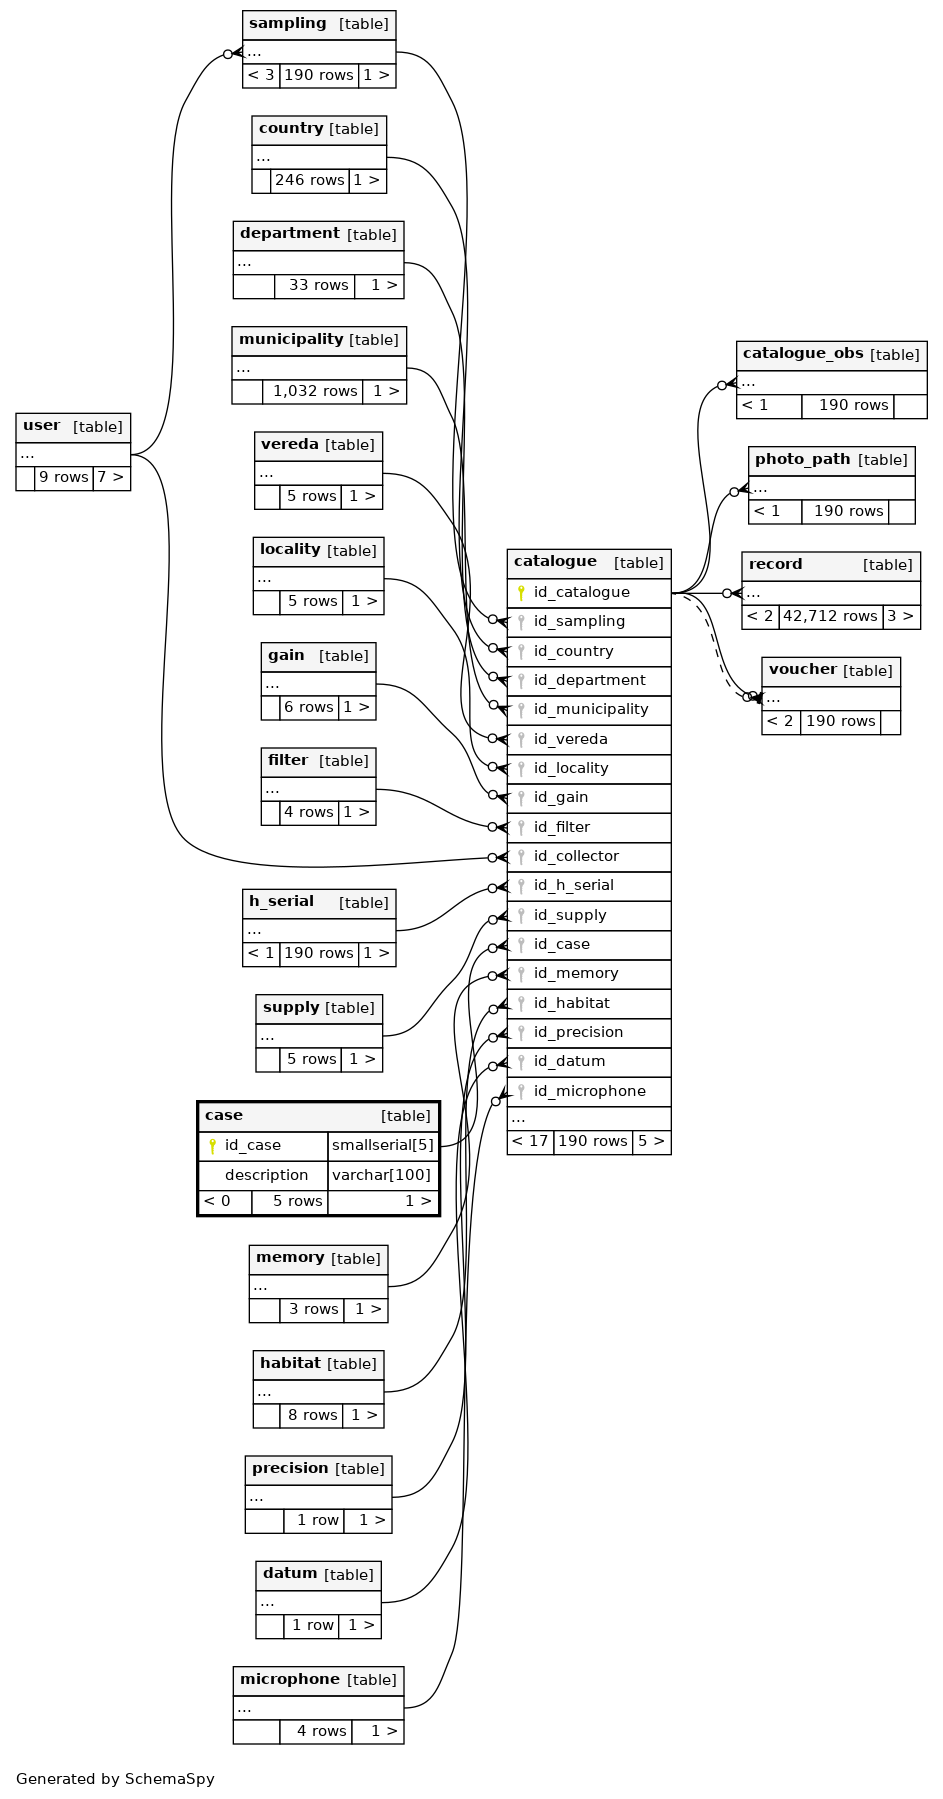 sampling [table]
...
< 3 190 rows 1 >
country [table]
...
246 rows 1 >
department [table]
...
33 rows 1 >
municipality [table]
...
1,032 rows 1 >
user [table]
...
9 rows 7 >
vereda [table]
...
5 rows 1 >
locality [table]
...
5 rows 1 >
gain [table]
...
6 rows 1 >
filter [table]
...
4 rows 1 >
h_serial [table]
...
< 1 190 rows 1 >
supply [table]
...
5 rows 1 >
case [table]
id_case smallserial[5]
description varchar[100]
< 0 5 rows 1 >
memory [table]
...
3 rows 1 >
habitat [table]
...
8 rows 1 >
precision [table]
...
1 row 1 >
datum [table]
...
1 row 1 >
microphone [table]
...
4 rows 1 >
catalogue [table]
id_catalogue
id_sampling
id_country
id_department
id_municipality
id_vereda
id_locality
id_gain
id_filter
id_collector
id_h_serial
id_supply
id_case
id_memory
id_habitat
id_precision
id_datum
id_microphone
...
< 17 190 rows 5 >
catalogue_obs [table]
...
< 1 190 rows
photo_path [table]
...
< 1 190 rows
record [table]
...
< 2 42,712 rows 3 >
voucher [table]
...
< 2 190 rows
Generated by SchemaSpy